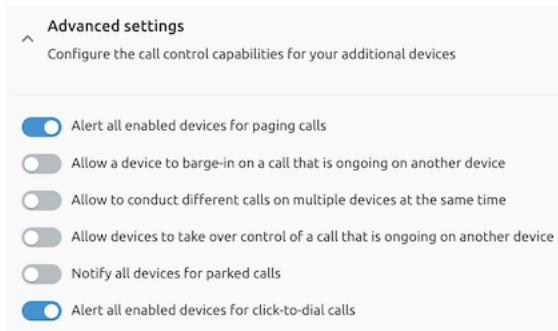 Advanced settings
Configure the call control capabilities for your additional devices
Alert all enabled devices for paging calls
Allow a device to barge-in on a call that is ongoing on another device
Allow to conduct different calls on multiple devices at the same time
Allow devices to take over control of a call that is ongoing on another device
Notify all devices for parked calls
Alert all enabled devices for click-to-dial calls